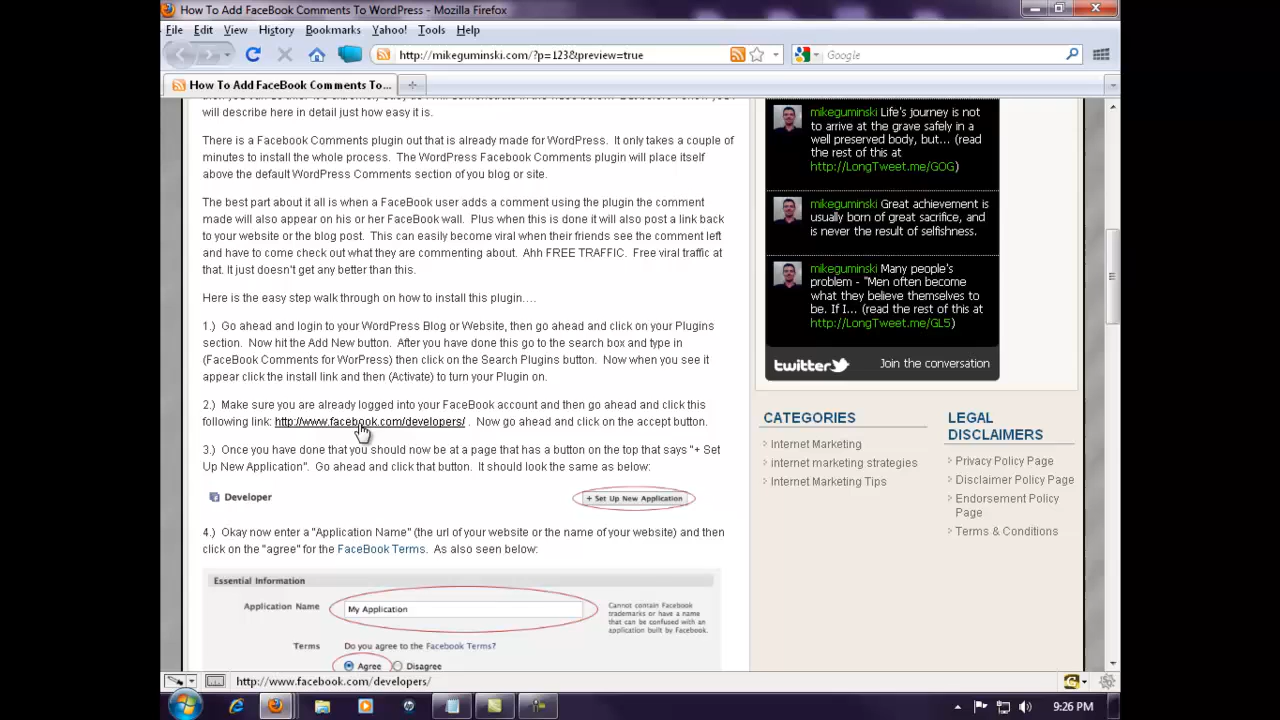 How To Add FaceBook Comments To WordPress - Mozilla Firefox
File Edit View History Bookmarks Yahoo! Tools Help
http://mikeguminski.com/?p=123&preview=true
Google
How To Add FaceBook Comments To...
will describe here in detail just how easy it is.
There is a Facebook Comments plugin out that is already made for WordPress. It only takes a couple of
minutes to install the whole process. The WordPress Facebook Comments plugin will place itself
above the default WordPress Comments section of you blog or site.
The best part about it all is when a FaceBook user adds a comment using the plugin the comment
made will also appear on his or her FaceBook wall. Plus when this is done it will also post a link back
to your website or the blog post. This can easily become viral when their friends see the comment left
and have to come check out what they are commenting about. Ahh FREE TRAFFIC. Free viral traffic at
that. It just doesn't get any better than this.
Here is the easy step walk through on how to install this plugin....
1.) Go ahead and login to your WordPress Blog or Website, then go ahead and click on your Plugins
section. Now hit the Add New button. After you have done this go to the search box and type in
(FaceBook Comments for WorPress) then click on the Search Plugins button. Now when you see it
appear click the install link and then (Activate) to turn your Plugin on.
2.) Make sure you are already logged into your FaceBook account and then go ahead and click this
following link: http://www.facebook.com/developers/ . Now go ahead and click on the accept button.
3.) Once you have done that you should now be at a page that has a button on the top that says "+ Set
Up New Application". Go ahead and click that button. It should look the same as below:
Developer
+ Set Up New Application
4.) Okay now enter a "Application Name" (the url of your website or the name of your website) and then
click on the "agree" for the FaceBook Terms. As also seen below:
Essential Information
Application Name
My Application
Cannot contain Facebook
trademarks or have a name
that can be confused with an
application built by Facebook.
Terms
Do you agree to the Facebook Terms?
Agree
Disagree
mikeguminski Life's journey is not
to arrive at the grave safely in a
well preserved body, but... (read
the rest of this at
http://LongTweet.me/GOG)
mikeguminski Great achievement is
usually born of great sacrifice, and
is never the result of selfishness.
mikeguminski Many people's
problem - "Men often become
what they believe themselves to
be. If I... (read the rest of this at
http://LongTweet.me/GL5)
twitter
Join the conversation
CATEGORIES
Internet Marketing
internet marketing strategies
Internet Marketing Tips
LEGAL
DISCLAIMERS
Privacy Policy Page
Disclaimer Policy Page
Endorsement Policy
Page
Terms & Conditions
http://www.facebook.com/developers/
9:26 PM